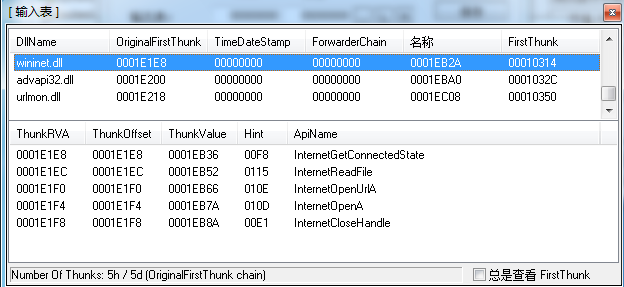 [ 输入表 ]
DllName OriginalFirstThunk TimeDateStamp ForwarderChain 名称 FirstThunk
wininet.dll 0001E1E8 00000000 00000000 0001EB2A 00010314
advapi32.dll 0001E200 00000000 00000000 0001EBA0 0001032C
urlmon.dll 0001E218 00000000 00000000 0001EC08 00010350
ThunkRVA ThunkOffset ThunkValue Hint ApiName
0001E1E8 0001E1E8 0001EB36 00F8 InternetGetConnectedState
0001E1EC 0001E1EC 0001EB52 0115 InternetReadFile
0001E1F0 0001E1F0 0001EB66 010E InternetOpenUrlA
0001E1F4 0001E1F4 0001EB7A 010D InternetOpenA
0001E1F8 0001E1F8 0001EB8A 00E1 InternetCloseHandle
Number Of Thunks: 5h / 5d (OriginalFirstThunk chain) 总是查看 FirstThunk